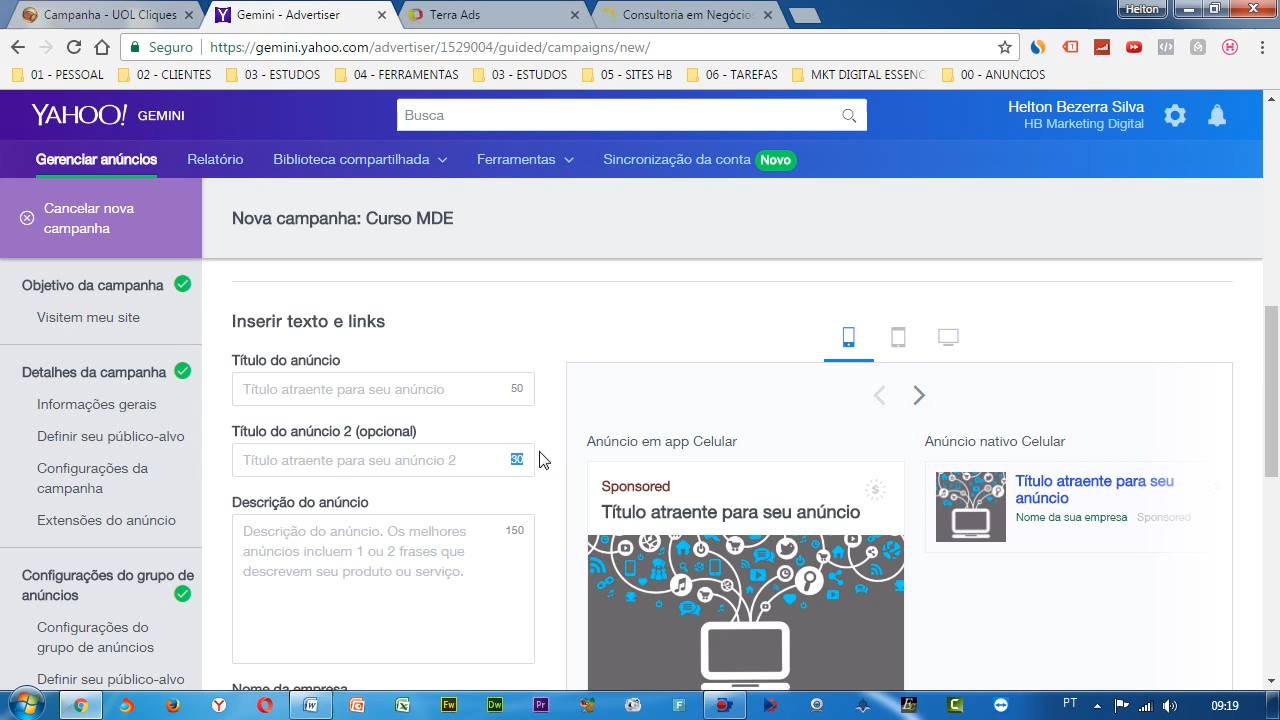 Campanha - UOL Cliques
Gemini - Advertiser
Terra Ads
Consultoria em Negócio
Helton
Seguro
https://gemini.yahoo.com/advertiser/1529004/guided/campaigns/new/
01 - PESSOAL
02 - CLIENTES
03 - ESTUDOS
04 - FERRAMENTAS
03 - ESTUDOS
05 - SITES HB
06 - TAREFAS
MKT DIGITAL ESSENC
00 - ANUNCIOS
YAHOO! GEMINI
Busca
Helton Bezerra Silva
HB Marketing Digital
Gerenciar anúncios
Relatório
Biblioteca compartilhada
Ferramentas
Sincronização da conta
Novo
Cancelar nova
campanha
Nova campanha: Curso MDE
Objetivo da campanha
Visitem meu site
Detalhes da campanha
Informações gerais
Definir seu público-alvo
Configurações da
campanha
Extensões do anúncio
Configurações do grupo de
anúncios
Configurações do
grupo de anúncios
Definir seu público-alvo
Inserir texto e links
Título do anúncio
Título atraente para seu anúncio
50
Título do anúncio 2 (opcional)
Título atraente para seu anúncio 2
30
Descrição do anúncio
Descrição do anúncio. Os melhores
anúncios incluem 1 ou 2 frases que
descrevem seu produto ou serviço.
150
Nome da empresa
Anúncio em app Celular
Sponsored
Título atraente para seu anúncio
Anúncio nativo Celular
Título atraente para seu
anúncio
Nome da sua empresa
Sponsored
PT
09:19